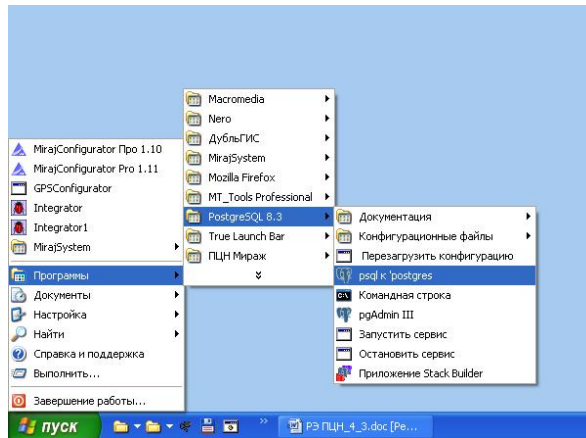 MirajConfigurator Про 1.10
MirajConfigurator Pro 1.11
GPSConfigurator
Integrator
Integrator1
MirajSystem
Программы
Документы
Настройка
Найти
Справка и поддержка
Выполнить...
Завершение работы...
Macromedia
Nero
ДубльГИС
MirajSystem
Mozilla Firefox
MT_Tools Professional
PostgreSQL 8.3
True Launch Bar
ПЦН Мираж
Документация
Конфигурационные файлы
Перезагрузить конфигурацию
psql к 'postgres
Командная строка
pgAdmin III
Запустить сервис
Остановить сервис
Приложение Stack Builder
пуск
РЭ ПЦН_4_3.doc [Ре...